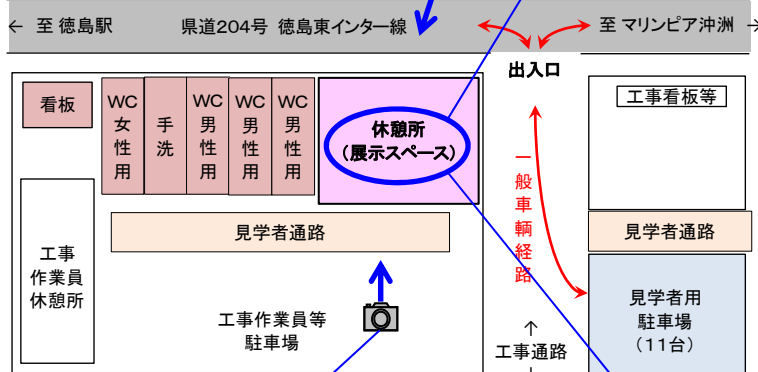 ← 至 徳島駅
県道204号 徳島東インター線
至 マリンピア沖洲 →
出入口
看板
WC
女性用
手洗
WC
男性用
WC
男性用
WC
男性用
休憩所
（展示スペース）
工事看板等
一般車輌経路
見学者通路
見学者通路
工事
作業員
休憩所
工事作業員等
駐車場
↑
工事通路
見学者用
駐車場
（11台）